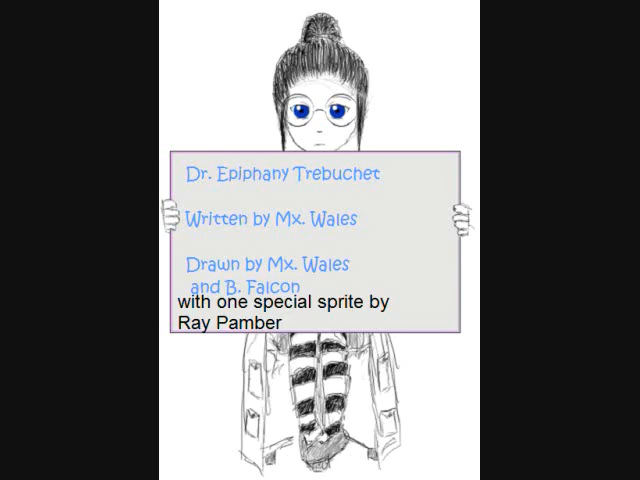 Dr. Epiphany Trebuchet
Written by Mx. Wales
Drawn by Mx. Wales
and B. Falcon
with one special sprite by
Ray Pamber